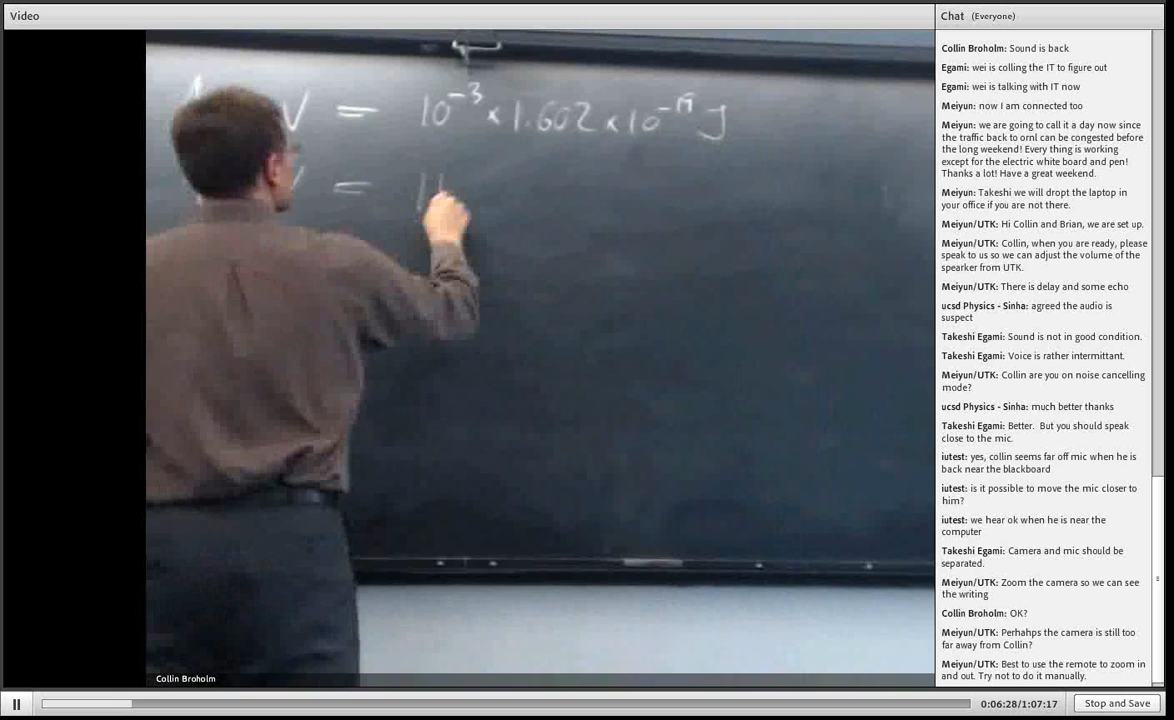 Video
V = 10⁻³ × 1.602 × 10⁻¹⁹ J
=
Collin Broholm
0:06:28/1:07:17
Stop and Save
Chat (Everyone)
Collin Broholm: Sound is back
Egami: wei is colling the IT to figure out
Egami: wei is talking with IT now
Meiyun: now I am connected too
Meiyun: we are going to call it a day now since
the traffic back to ornl can be congested before
the long weekend! Every thing is working
except for the electric white board and pen!
Thanks a lot! Have a great weekend.
Meiyun: Takeshi we will dropt the laptop in
your office if you are not there.
Meiyun/UTK: Hi Collin and Brian, we are set up.
Meiyun/UTK: Collin, when you are ready, please
speak to us so we can adjust the volume of the
spearker from UTK.
Meiyun/UTK: There is delay and some echo
ucsd Physics - Sinha: agreed the audio is
suspect
Takeshi Egami: Sound is not in good condition.
Takeshi Egami: Voice is rather intermittant.
Meiyun/UTK: Collin are you on noise cancelling
mode?
ucsd Physics - Sinha: much better thanks
Takeshi Egami: Better. But you should speak
close to the mic.
iutest: yes, collin seems far off mic when he is
back near the blackboard
iutest: is it possible to move the mic closer to
him?
iutest: we hear ok when he is near the
computer
Takeshi Egami: Camera and mic should be
separated.
Meiyun/UTK: Zoom the camera so we can see
the writing
Collin Broholm: OK?
Meiyun/UTK: Perhahps the camera is still too
far away from Collin?
Meiyun/UTK: Best to use the remote to zoom in
and out. Try not to do it manually.